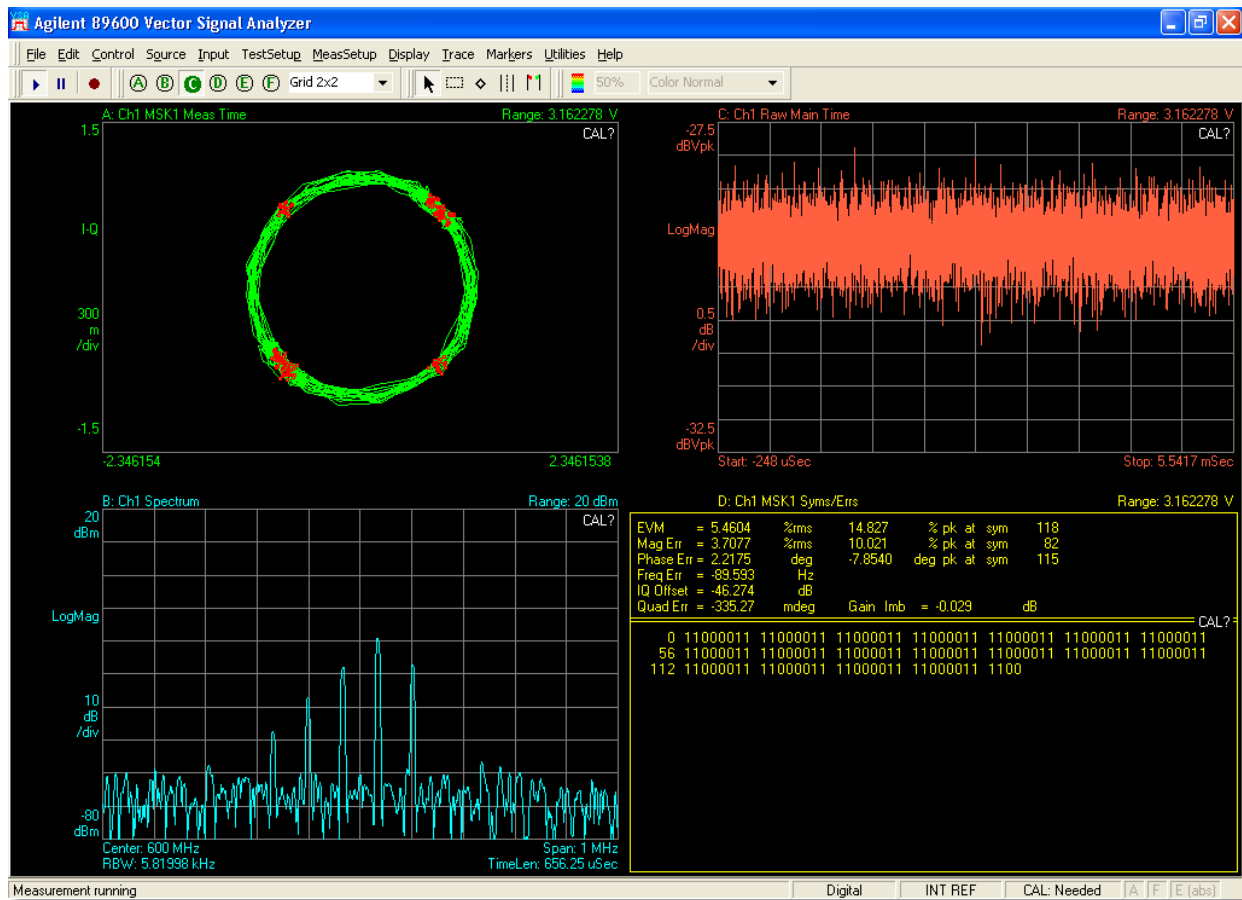 Agilent 89600 Vector Signal Analyzer
File Edit Control Source Input TestSetup MeasSetup Display Trace Markers Utilities Help
A B C D E F Grid 2x2 50% Color Normal
A: Ch1 MSK1 Meas Time Range: 3.162278 V
1.5
CAL?
I-Q
300
m
/div
-1.5
-2.346154 2.3461538
C: Ch1 Raw Main Time Range: 3.162278 V
-27.5
dBVpk
CAL?
LogMag
0.5
dB
/div
-32.5
dBVpk
Start: -248 uSec Stop: 5.5417 mSec
B: Ch1 Spectrum Range: 20 dBm
20
dBm
CAL?
LogMag
10
dB
/div
-80
dBm
Center: 600 MHz Span: 1 MHz
RBW: 5.81998 kHz TimeLen: 656.25 uSec
D: Ch1 MSK1 Syms/Errs Range: 3.162278 V
EVM = 5.4604 %rms 14.827 % pk at sym 118
Mag Err = 3.7077 %rms 10.021 % pk at sym 82
Phase Err = 2.2175 deg -7.8540 deg pk at sym 115
Freq Err = -89.593 Hz
IQ Offset = -46.274 dB
Quad Err = -335.27 mdeg Gain Imb = -0.029 dB
CAL?
0 11000011 11000011 11000011 11000011 11000011 11000011 11000011
56 11000011 11000011 11000011 11000011 11000011 11000011 11000011
112 11000011 11000011 11000011 11000011 1100
Measurement running Digital INT REF CAL: Needed A F E (abs)